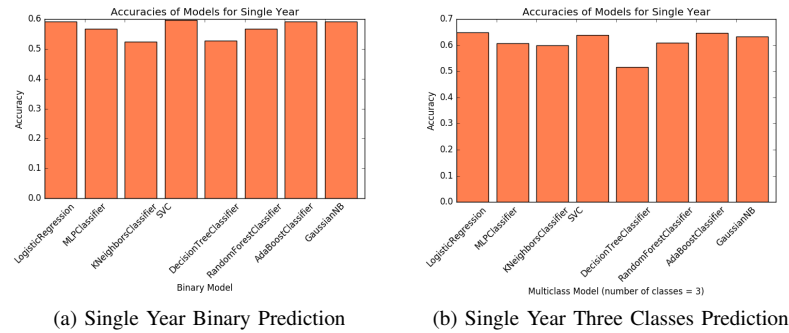 Accuracies of Models for Single Year
0.6
0.5
0.4
0.3
0.2
0.1
0.0
Accuracy
LogisticRegression
MLPClassifier
KNeighborsClassifier
SVC
DecisionTreeClassifier
RandomForestClassifier
AdaBoostClassifier
GaussianNB
Binary Model
(a) Single Year Binary Prediction
Accuracies of Models for Single Year
0.7
0.6
0.5
0.4
0.3
0.2
0.1
0.0
Accuracy
LogisticRegression
MLPClassifier
KNeighborsClassifier
SVC
DecisionTreeClassifier
RandomForestClassifier
AdaBoostClassifier
GaussianNB
Multiclass Model (number of classes = 3)
(b) Single Year Three Classes Prediction